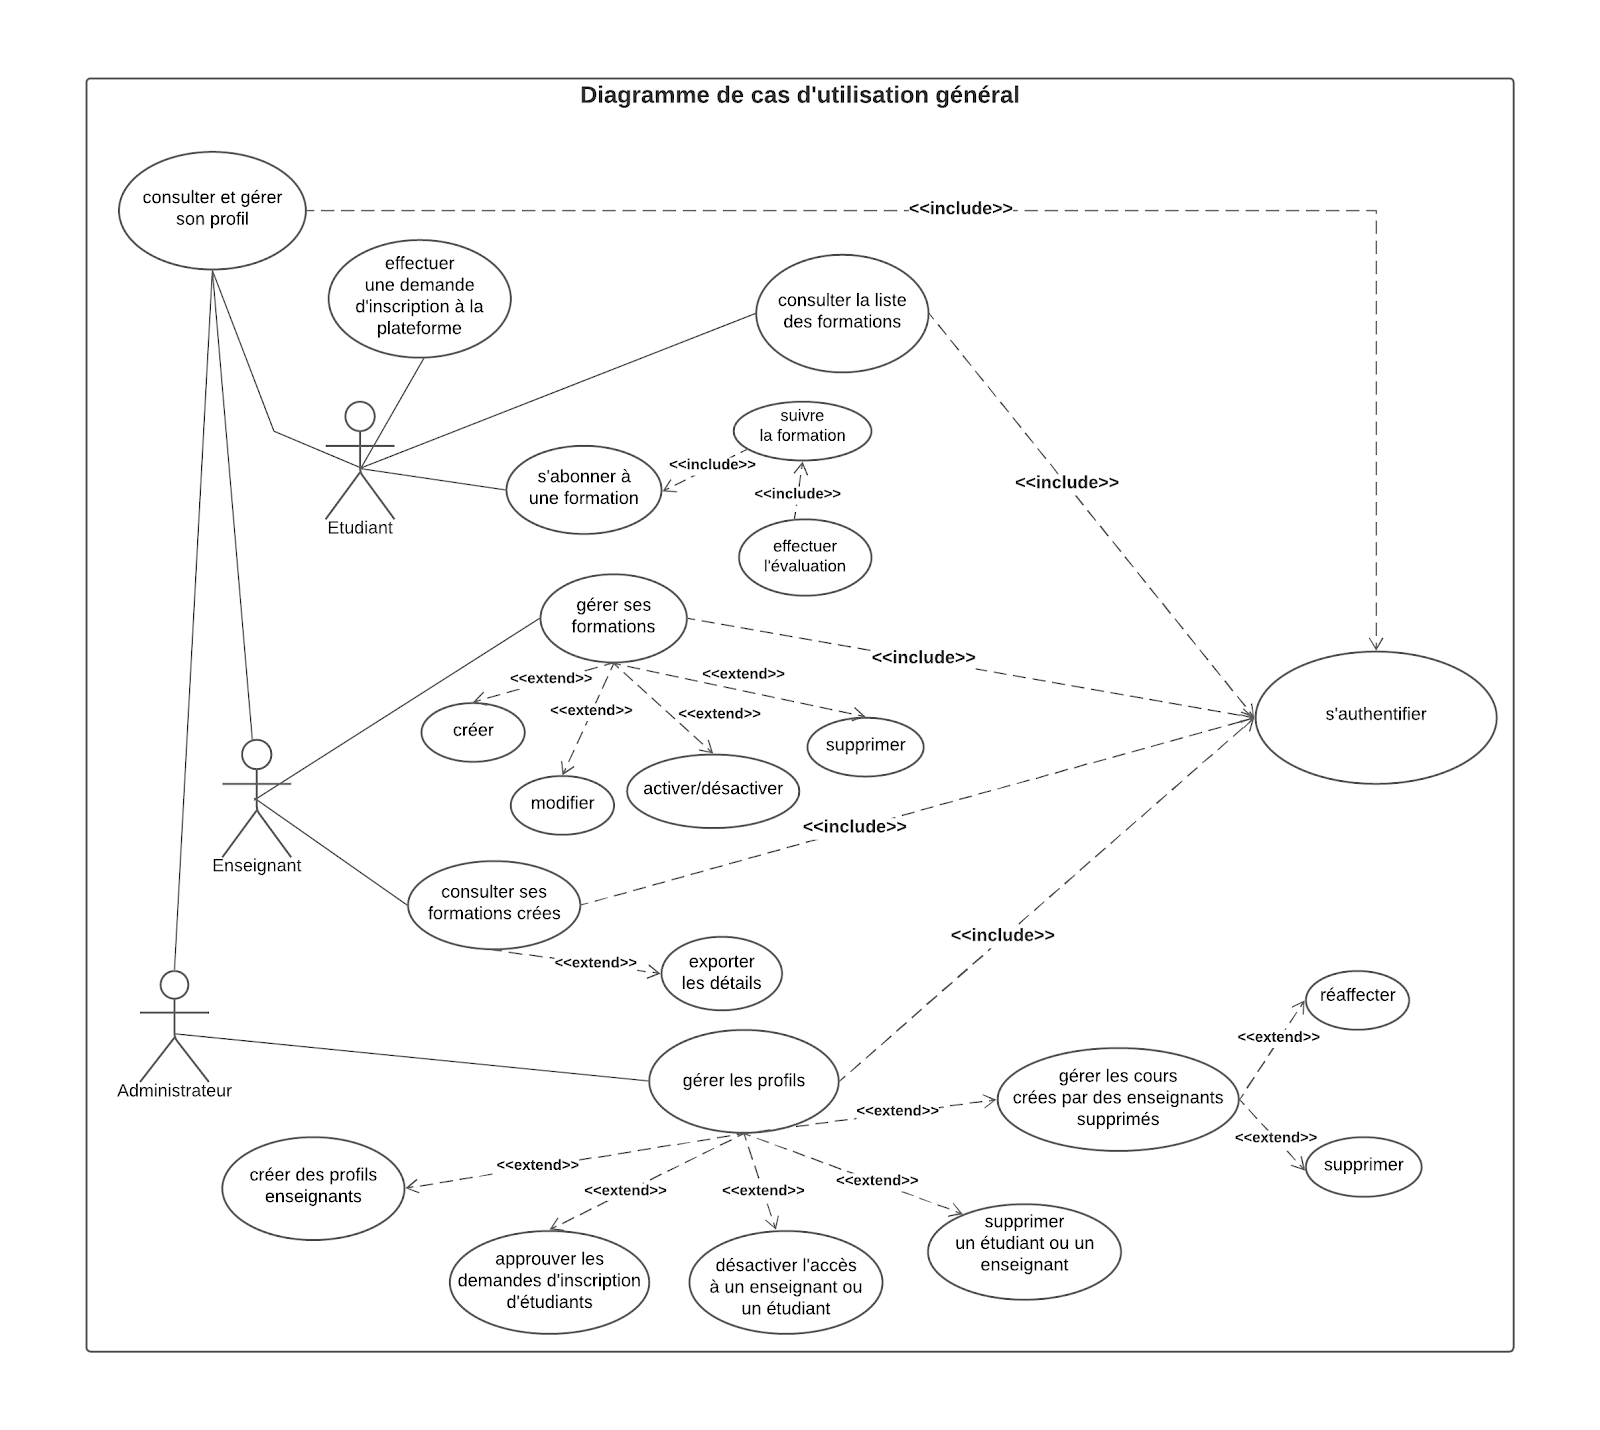 Diagramme de cas d'utilisation général
consulter et gérer
son profil
<<include>>
effectuer
une demande
d'inscription à la
plateforme
consulter la liste
des formations
suivre
la formation
<<include>>
s'abonner à
une formation
<<include>>
<<include>>
Etudiant
effectuer
l'évaluation
gérer ses
formations
<<include>>
<<extend>>
<<extend>>
<<extend>>
<<extend>>
créer
supprimer
s'authentifier
modifier
activer/désactiver
<<include>>
Enseignant
consulter ses
formations crées
<<include>>
<<extend>>
exporter
les détails
réaffecter
<<extend>>
Administrateur
gérer les profils
gérer les cours
crées par des enseignants
supprimés
<<extend>>
<<extend>>
supprimer
<<extend>>
<<extend>>
<<extend>>
<<extend>>
créer des profils
enseignants
approuver les
demandes d'inscription
d'étudiants
désactiver l'accès
à un enseignant ou
un étudiant
supprimer
un étudiant ou un
enseignant